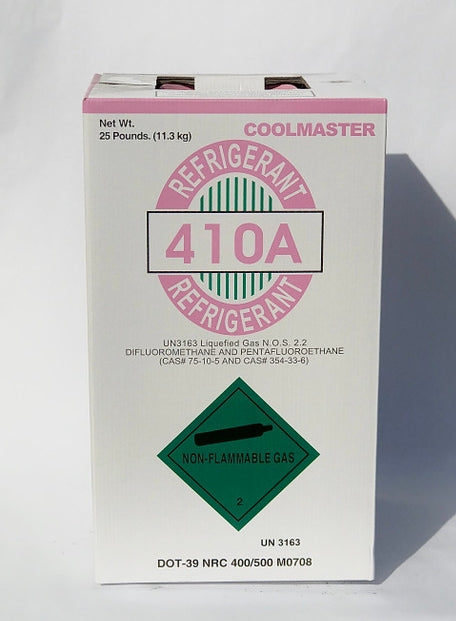 Net Wt.
25 Pounds. (11.3 kg)
COOLMASTER
REFRIGERANT
410A
REFRIGERANT
UN3163 Liquefied Gas N.O.S. 2.2
DIFLUOROMETHANE AND PENTAFLUOROETHANE
(CAS# 75-10-5 AND CAS# 354-33-6)
NON-FLAMMABLE GAS
2
UN 3163
DOT-39 NRC 400/500 M0708